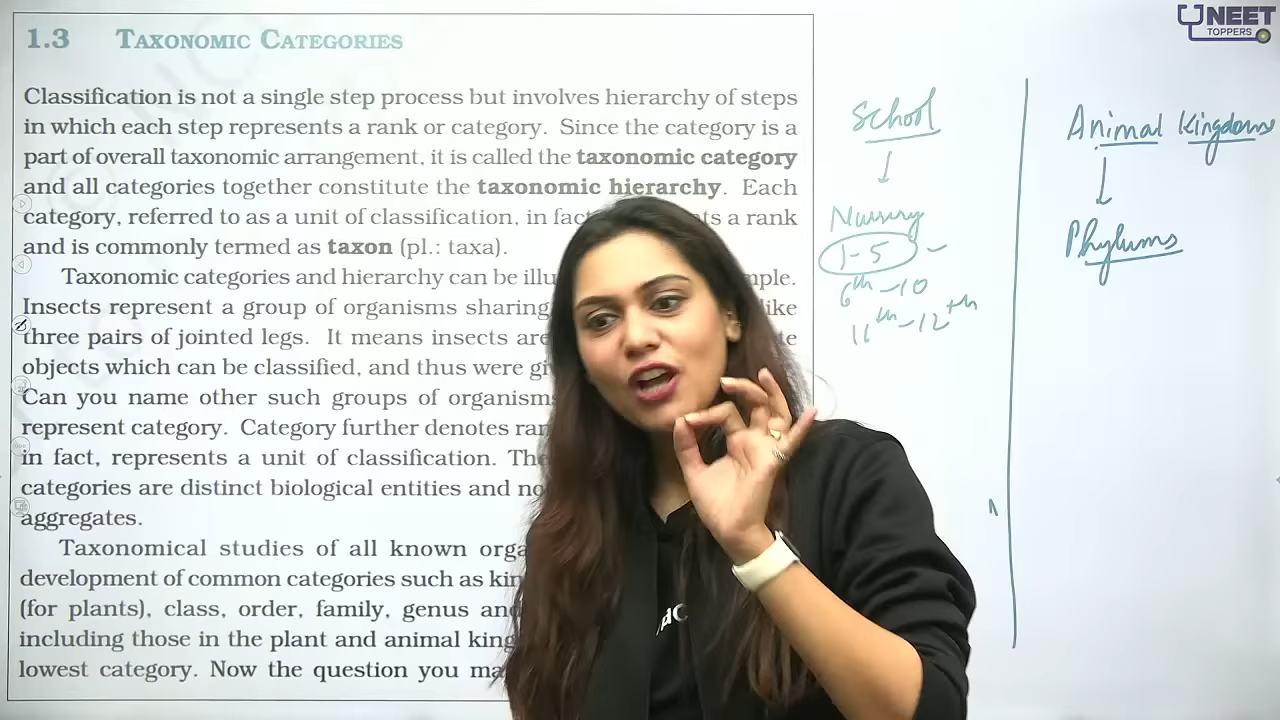 1.3 TAXONOMIC CATEGORIES
Classification is not a single step process but involves hierarchy of steps
in which each step represents a rank or category. Since the category is a
part of overall taxonomic arrangement, it is called the taxonomic category
and all categories together constitute the taxonomic hierarchy. Each
category, referred to as a unit of classification, in fact, ts a rank
and is commonly termed as taxon (pl.: taxa).
Taxonomic categories and hierarchy can be illu mple.
Insects represent a group of organisms sharing like
three pairs of jointed legs. It means insects are te
objects which can be classified, and thus were gi
Can you name other such groups of organisms
represent category. Category further denotes ran
in fact, represents a unit of classification. The
categories are distinct biological entities and no
aggregates.
Taxonomical studies of all known orga
development of common categories such as kin
(for plants), class, order, family, genus and
including those in the plant and animal king
lowest category. Now the question you ma
School
Nursery
1-5
6th-10
11th-12th
Animal Kingdoms
Phylums
NEET
TOPPERS